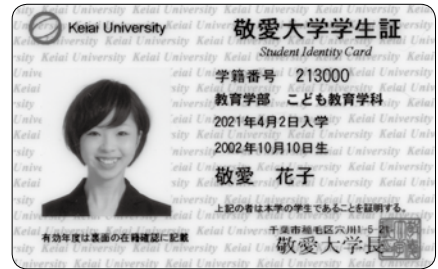 Keiai University
敬愛大学学生証
Student Identity Card
学籍番号 213000
教育学部 こども教育学科
2021年4月2日入学
2002年10月10日生
敬愛 花子
上記の者は本学の学生であることを証明する。
有効年度は裏面の在籍確認に記載
千葉市稲毛区穴川1-5-21
敬愛大学長